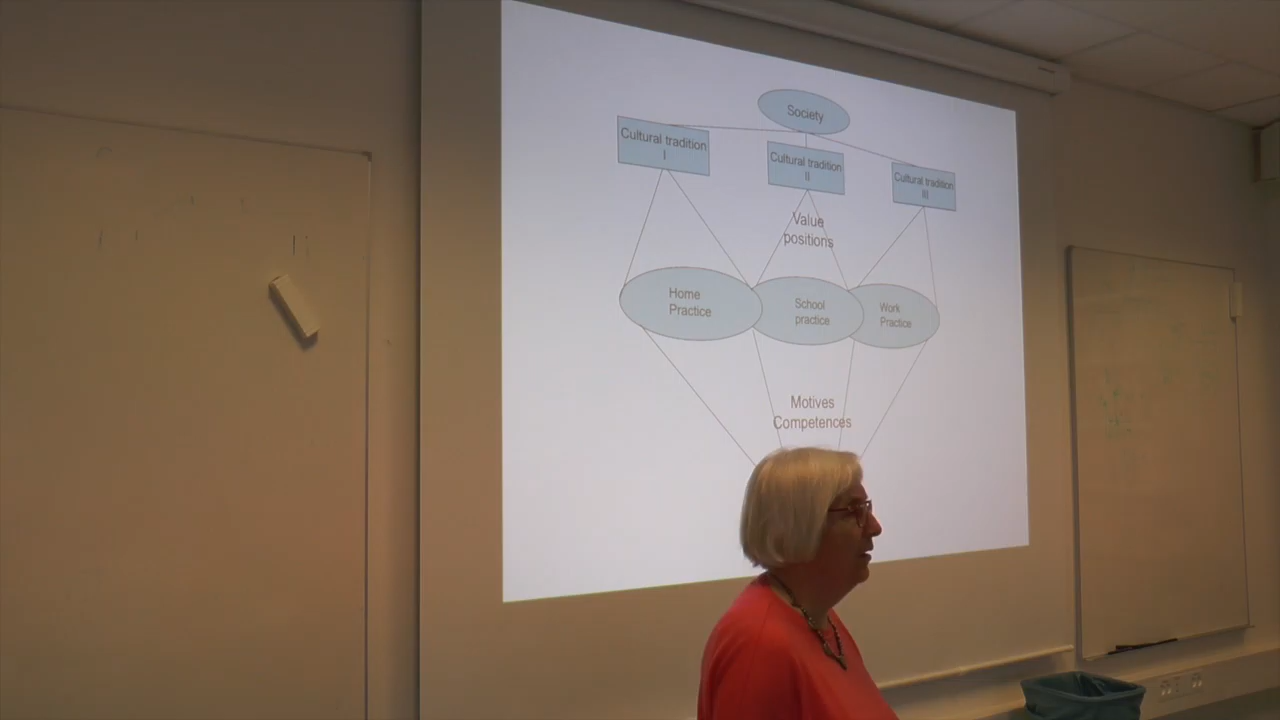 Society
Cultural tradition
I
Cultural tradition
II
Cultural tradition
III
Value
positions
Home
Practice
School
practice
Work
Practice
Motives
Competences